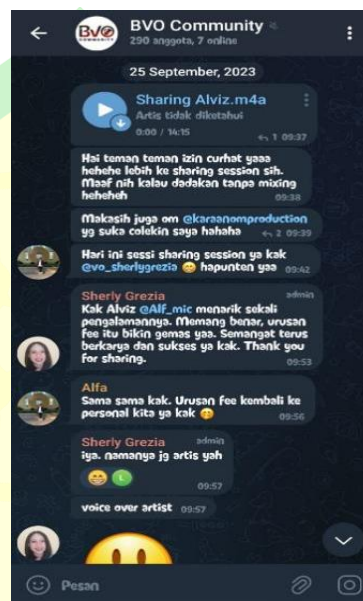 BVO
COMMUNITY
BVO Community
290 anggota, 7 online
25 September, 2023
Sharing Alviz.m4a
Artis tidak diketahui
0:00 / 14:15
1 09:37
Hai teman teman izin curhat yaaa
hehehe lebih ke sharing session sih.
Maaf nih kalau dadakan tanpa mixing
heheheh
09:38
Makasih juga om @karaanomproduction
yg suka colekin saya hahaha
2 09:39
Hari ini sessi sharing session ya kak
@vo_sherlygrezia hapunten yaa
09:42
Sherly Grezia admin
Kak Alviz @Alf_mic menarik sekali
pengalamannya. Memang benar, urusan
fee itu bikin gemas yaa. Semangat terus
berkarya dan sukses ya kak. Thank you
for sharing.
09:53
Alfa
Sama sama kak. Urusan fee kembali ke
personal kita ya kak
09:56
Sherly Grezia admin
iya. namanya jg artis yah
L
09:57
voice over artist 09:57
Pesan